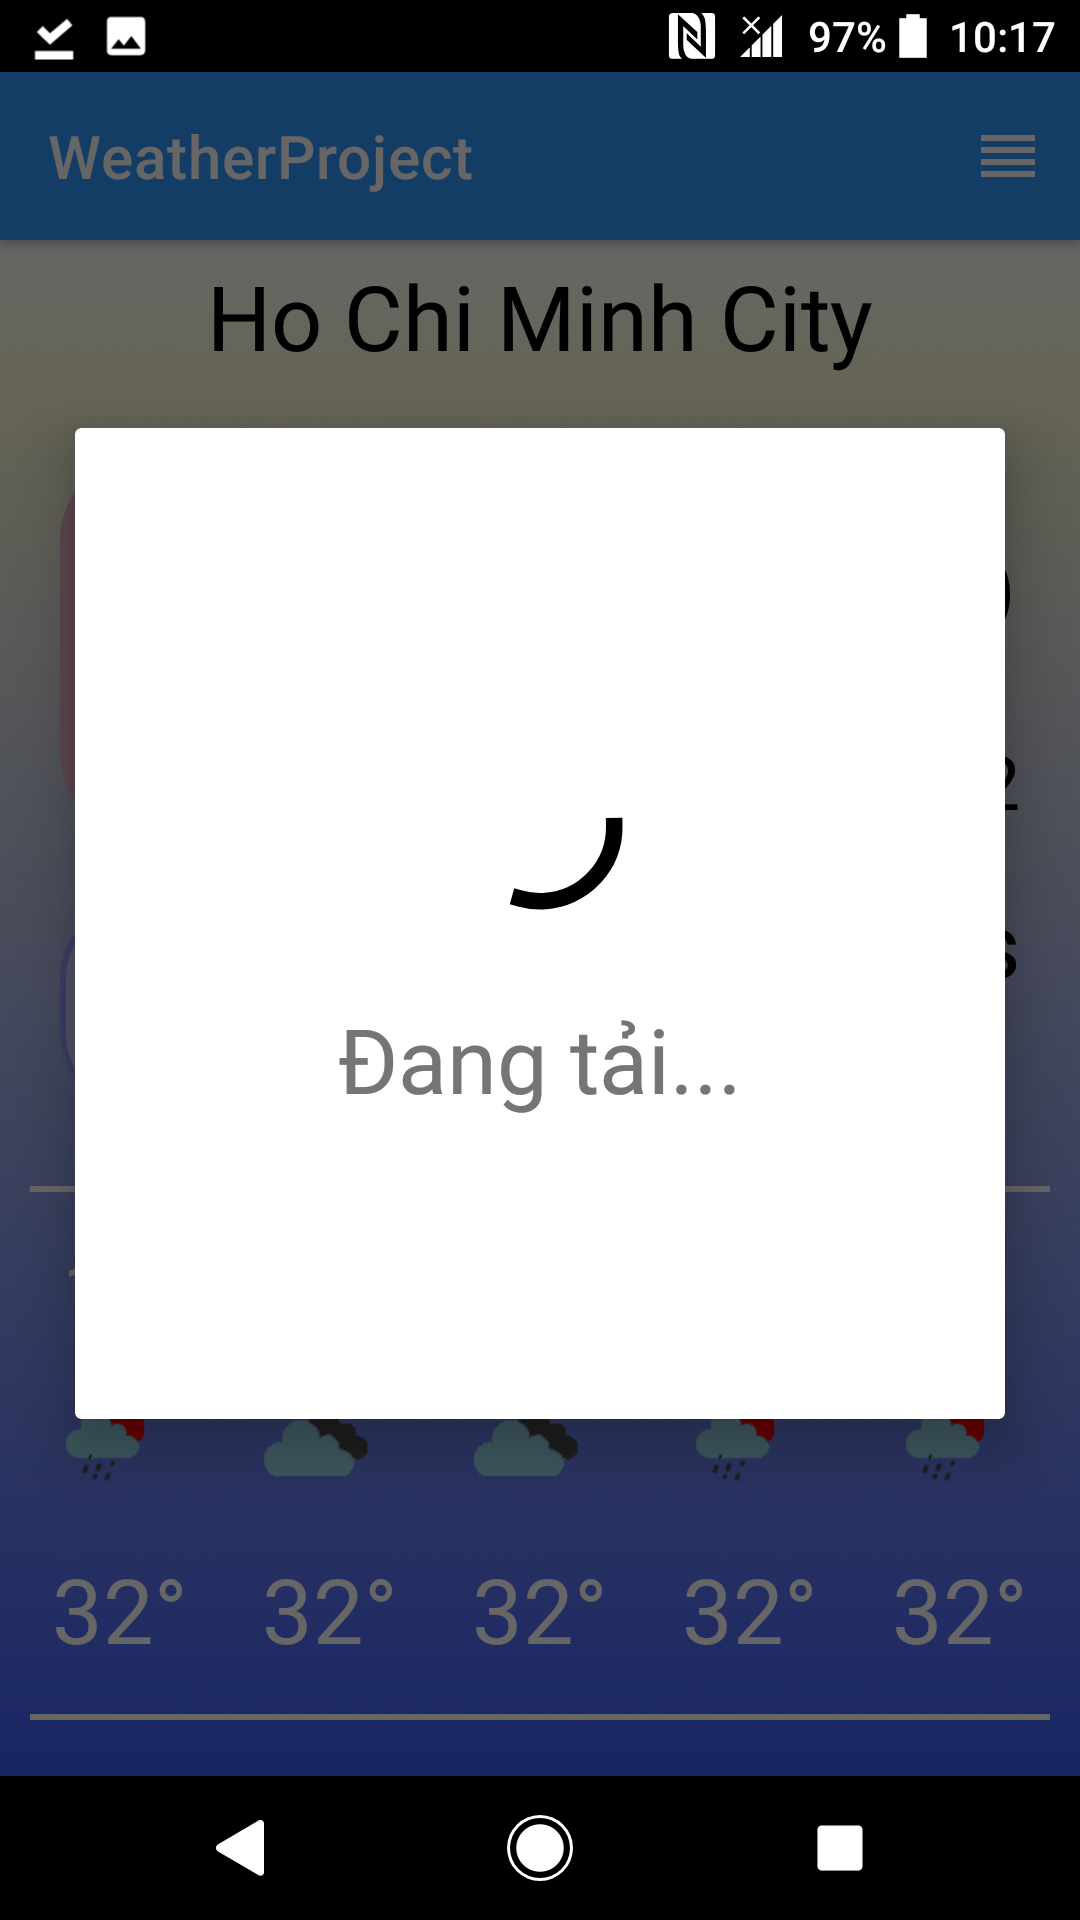 97% 10:17
WeatherProject
Ho Chi Minh City
Đang tải...
32° 32° 32° 32° 32°